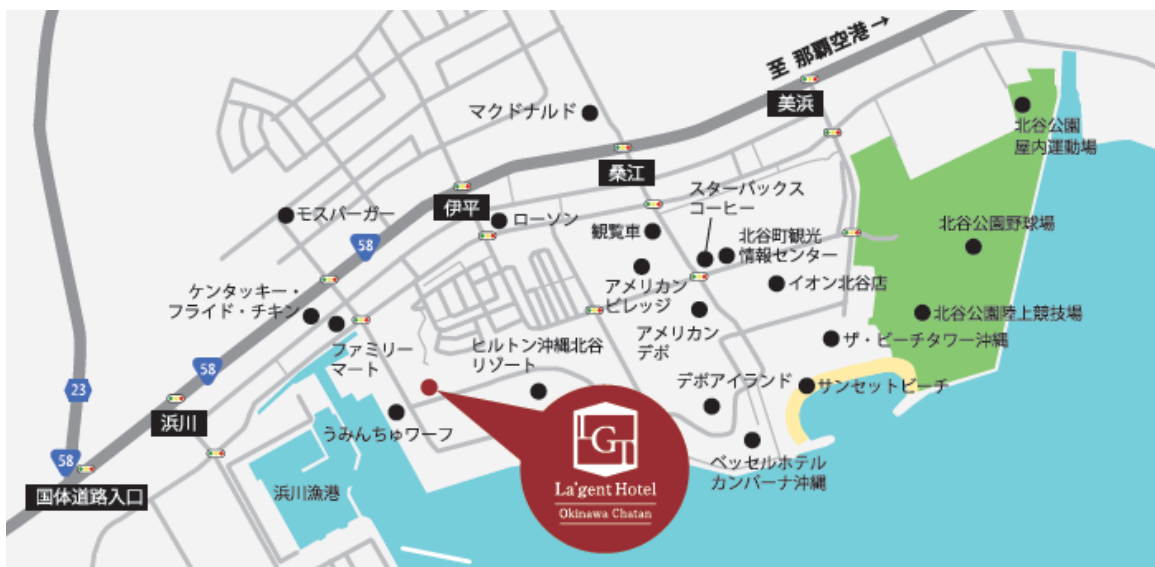 至 那覇空港→
美浜
マクドナルド
北谷公園
屋内運動場
桑江
スターバックス
コーヒー
モスバーガー
伊平
ローソン
観覧車
北谷町観光
情報センター
北谷公園野球場
58
ケンタッキー・
フライド・チキン
アメリカン
ビレッジ
イオン北谷店
ファミリー
マート
ヒルトン沖縄北谷
リゾート
アメリカン
デポ
北谷公園陸上競技場
ザ・ビーチタワー沖縄
58
23
デポアイランド
サンセットビーチ
浜川
うみんちゅワーフ
LGT
58
国体道路入口
浜川漁港
La'gent Hotel
Okinawa Chatan
ベッセルホテル
カンパーナ沖縄